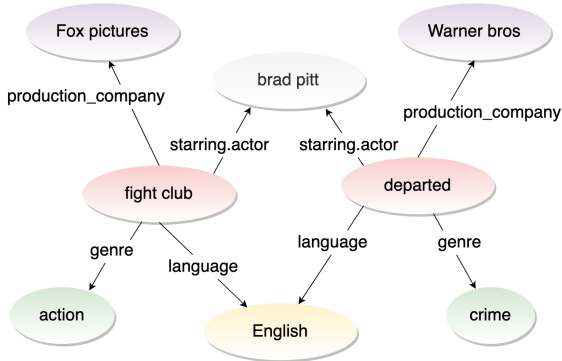 Fox pictures
Warner bros
brad pitt
production_company
production_company
starring.actor
starring.actor
fight club
departed
genre
language
language
genre
action
English
crime